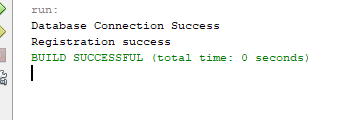 run:
Database Connection Success
Registration success
BUILD SUCCESSFUL (total time: 0 seconds)